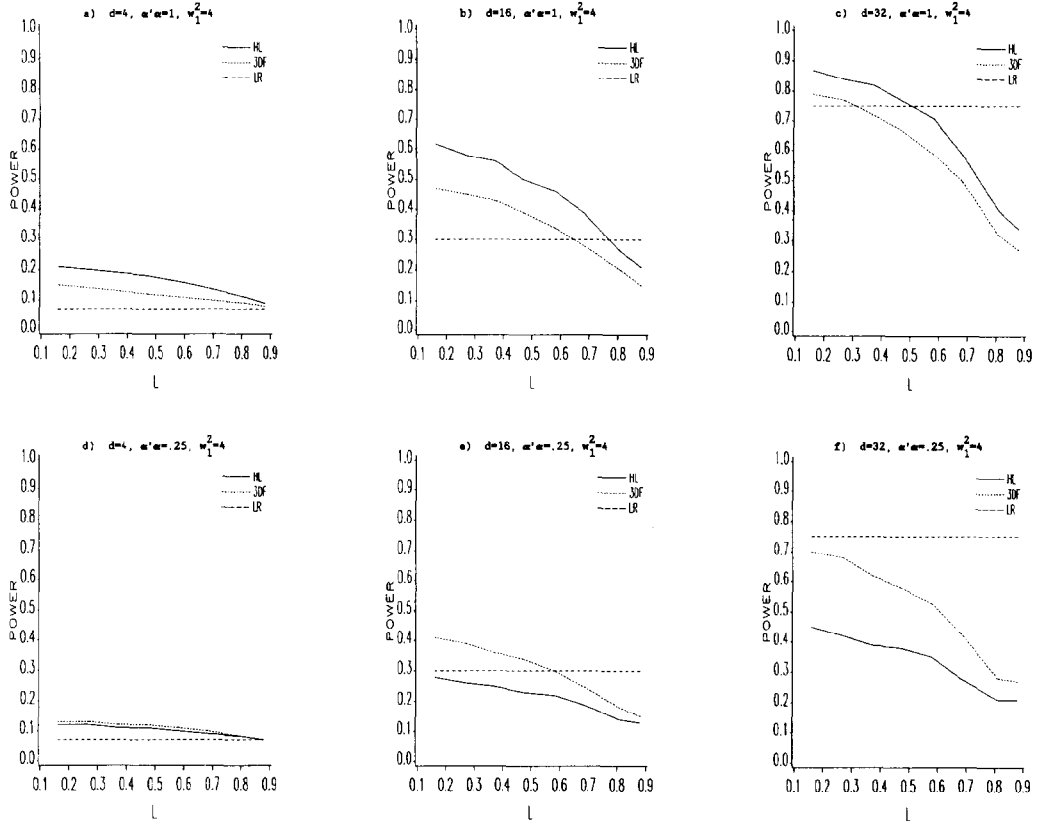 a) d=4, α'α=1, w₁²=4
HL
3DF
LR
1.0
0.9
0.8
0.7
0.6
0.5
0.4
0.3
0.2
0.1
0.0
POWER
0.1 0.2 0.3 0.4 0.5 0.6 0.7 0.8 0.9
L
b) d=16, α'α=1, w₁²=4
HL
3DF
LR
1.0
0.9
0.8
0.7
0.6
0.5
0.4
0.3
0.2
0.1
0.0
POWER
0.1 0.2 0.3 0.4 0.5 0.6 0.7 0.8 0.9
L
c) d=32, α'α=1, w₁²=4
HL
3DF
LR
1.0
0.9
0.8
0.7
0.6
0.5
0.4
0.3
0.2
0.1
0.0
POWER
0.1 0.2 0.3 0.4 0.5 0.6 0.7 0.8 0.9
L
d) d=4, α'α=.25, w₁²=4
HL
3DF
LR
1.0
0.9
0.8
0.7
0.6
0.5
0.4
0.3
0.2
0.1
0.0
POWER
0.1 0.2 0.3 0.4 0.5 0.6 0.7 0.8 0.9
L
e) d=16, α'α=.25, w₁²=4
HL
3DF
LR
1.0
0.9
0.8
0.7
0.6
0.5
0.4
0.3
0.2
0.1
0.0
POWER
0.1 0.2 0.3 0.4 0.5 0.6 0.7 0.8 0.9
L
f) d=32, α'α=.25, w₁²=4
HL
3DF
LR
1.0
0.9
0.8
0.7
0.6
0.5
0.4
0.3
0.2
0.1
0.0
POWER
0.1 0.2 0.3 0.4 0.5 0.6 0.7 0.8 0.9
L